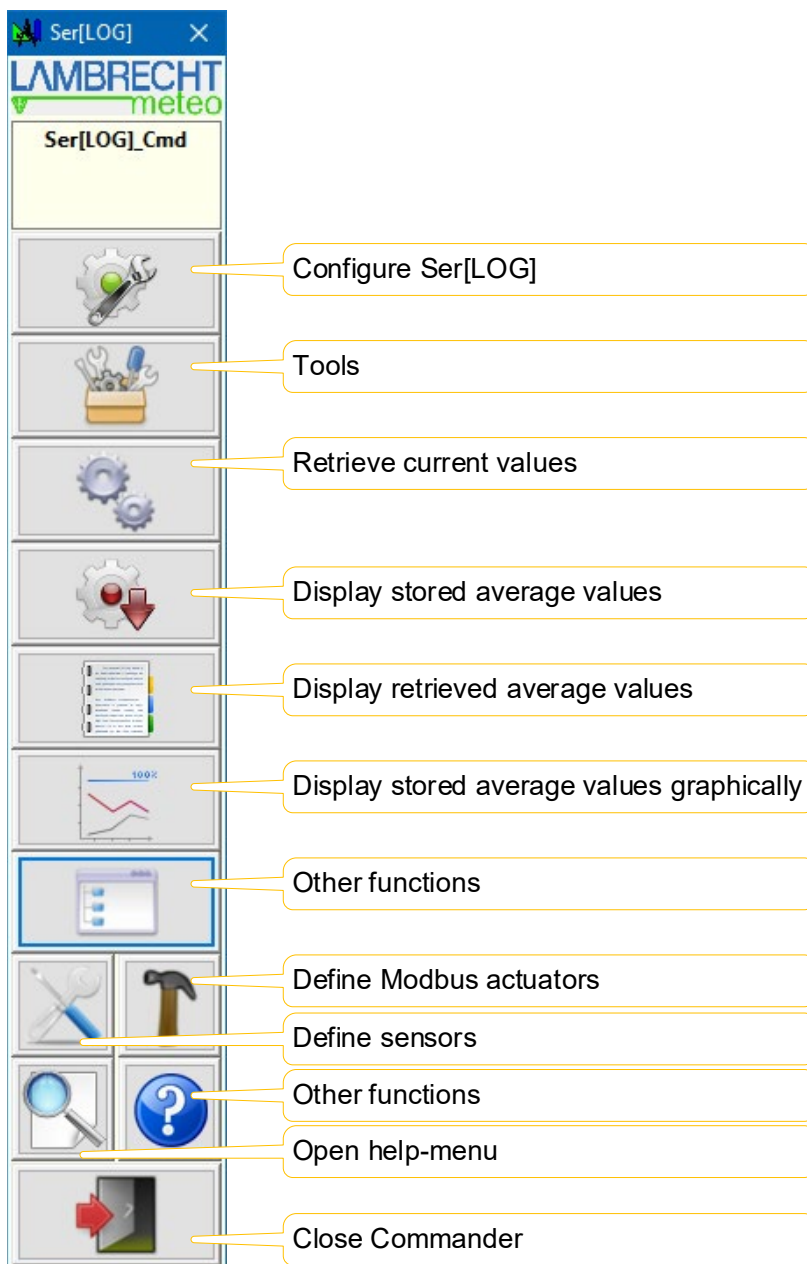 Ser[LOG]
LAMBRECHT
meteo
Ser[LOG]_Cmd
Configure Ser[LOG]
Tools
Retrieve current values
Display stored average values
Display retrieved average values
100%
Display stored average values graphically
Other functions
Define Modbus actuators
Define sensors
Other functions
Open help-menu
Close Commander